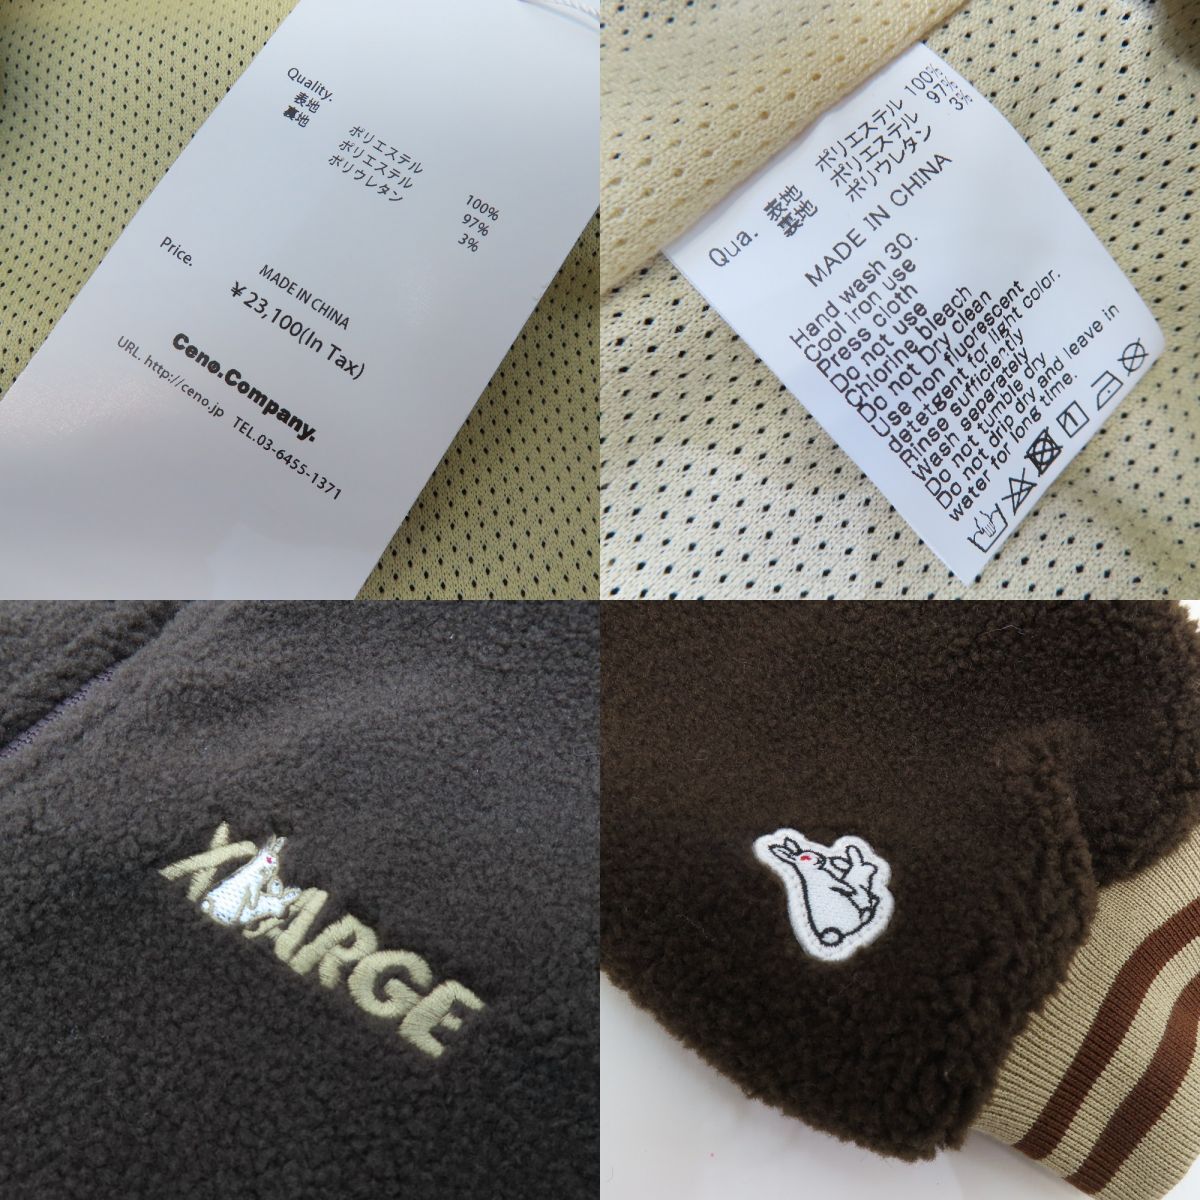 Quality.
表地 ポリエステル 100%
裏地 ポリエステル 97%
ポリウレタン 3%
MADE IN CHINA
Price. ¥23,100(In Tax)
Ceno.Company.
URL. http://ceno.jp TEL.03-6455-1371
Qua. 表地 ポリエステル 100%
裏地 ポリエステル 97%
ポリウレタン 3%
MADE IN CHINA
Hand wash 30.
Cool iron use
Press cloth
Do not use
Chlorine bleach
Do not Dry clean
Use non fluorescent
detetgent for light color.
Rinse sufficiently
Wash separately
Do not tumble dry
Do not drip dry and leave in
water for long time.
XLARGE